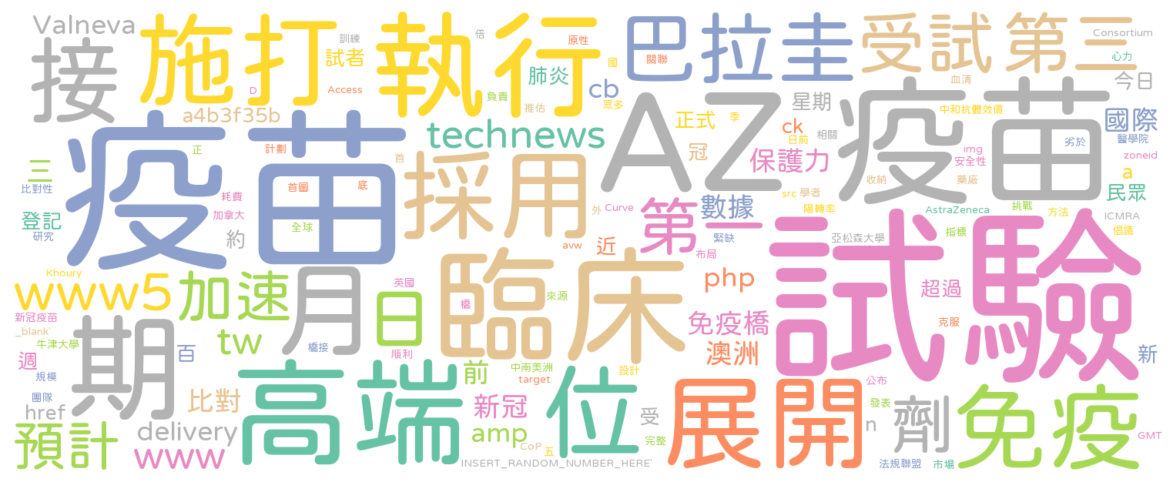 Valneva
接
施打
訓練
試者
原性
倍
D
Access
a4b3f35b
執行
肺炎
負責
推估
國
cb
眾多
關聯
巴拉圭
受試
第三
Consortium
心力
血清
今日
星期
中和抗體效價
國際
醫學院
劣於
疫苗
正
計劃
首
首圖
底
全球
technews
採用
冠
正式
季
AZ
ck
日前
相關
保護力
疫苗
img
安全性
zoneid
a
民眾
三
比對性
登記
研究
耗費
加拿大
約
外
Curve
第一
數據
緊缺
src
學者
陽轉率
收納
藥廠
AstraZeneca
挑戰
方法
ICMRA
倡議
指標
亞松森大學
avw
近
布局
試驗
Khoury
www5
加速
月
日
英國
橋
臨床
來源
php
超過
新冠疫苗
_blank'
牛津大學
週
規模
期
百
tw
橋接
順利
免疫橋
澳洲
克服
新
團隊
href
比對
高端
前
中南美洲
target
設計
位
公布
發表
展開
預計
delivery
www
新冠
amp
CoP
五
受
完整
INSERT_RANDOM_NUMBER_HERE'
n
劑
法規聯盟
市場
免疫
GMT